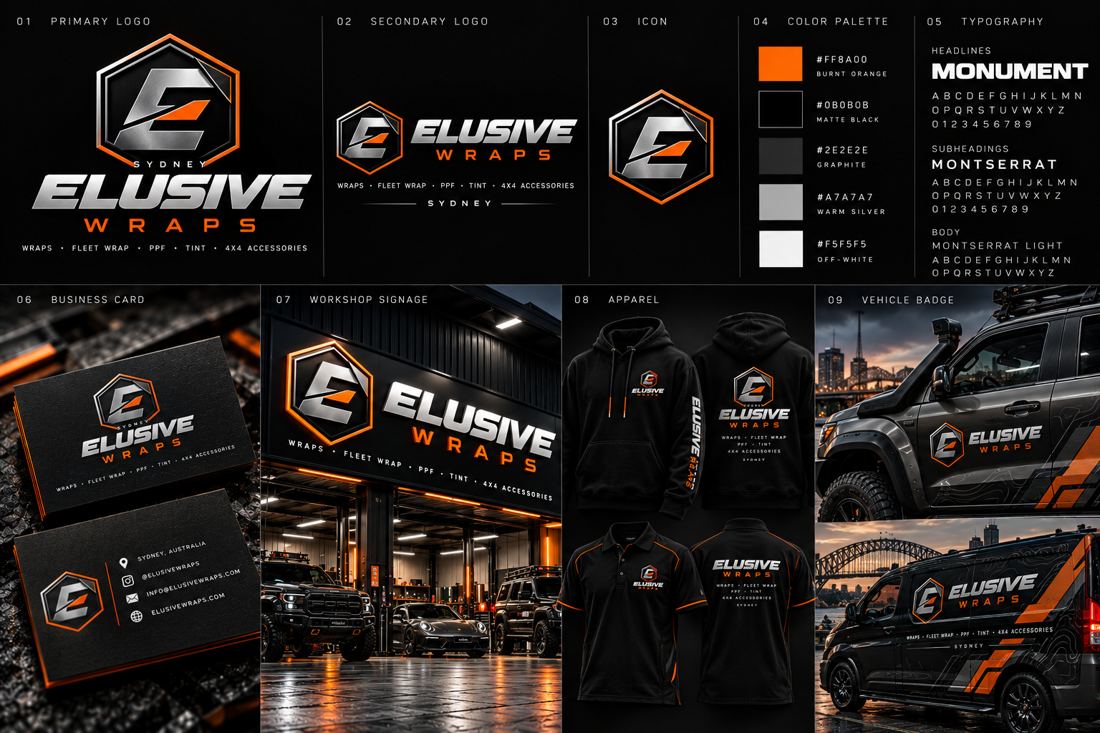 01 PRIMARY LOGO
SYDNEY
ELUSIVE
WRAPS
WRAPS • FLEET WRAP • PPF • TINT • 4X4 ACCESSORIES
02 SECONDARY LOGO
ELUSIVE
WRAPS
WRAPS • FLEET WRAP • PPF • TINT • 4X4 ACCESSORIES
SYDNEY
03 ICON
04 COLOR PALETTE
#FF8A00
BURNT ORANGE
#0B0B0B
MATTE BLACK
#2E2E2E
GRAPHITE
#A7A7A7
WARM SILVER
#F5F5F5
OFF-WHITE
05 TYPOGRAPHY
HEADLINES
MONUMENT
ABCDEFGHIJKLMN
OPQRSTUVWXYZ
0123456789
SUBHEADINGS
MONTSERRAT
ABCDEFGHIJKLMN
OPQRSTUVWXYZ
0123456789
BODY
MONTSERRAT LIGHT
ABCDEFGHIJKLMN
OPQRSTUVWXYZ
06 BUSINESS CARD
SYDNEY
ELUSIVE
WRAPS
WRAPS • FLEET WRAP • PPF • TINT • 4X4 ACCESSORIES
SYDNEY, AUSTRALIA
@ELUSIVEWRAPS
INFO@ELUSIVEWRAPS.COM
ELUSIVEWRAPS.COM
07 WORKSHOP SIGNAGE
ELUSIVE
WRAPS
WRAPS • FLEET WRAP • PPF • TINT • 4X4 ACCESSORIES
08 APPAREL
ELUSIVE
WRAPS
ELUSIVE
WRAPS
ELUSIVE
WRAPS
WRAPS • FLEET WRAP
PPF • TINT
4X4 ACCESSORIES
SYDNEY
ELUSIVE
WRAPS
ELUSIVE
WRAPS
WRAPS • FLEET WRAP
PPF • TINT
4X4 ACCESSORIES
SYDNEY
09 VEHICLE BADGE
ELUSIVE
WRAPS
ELUSIVE
WRAPS
WRAPS • FLEET WRAP • PPF • TINT • 4X4 ACCESSORIES
SYDNEY